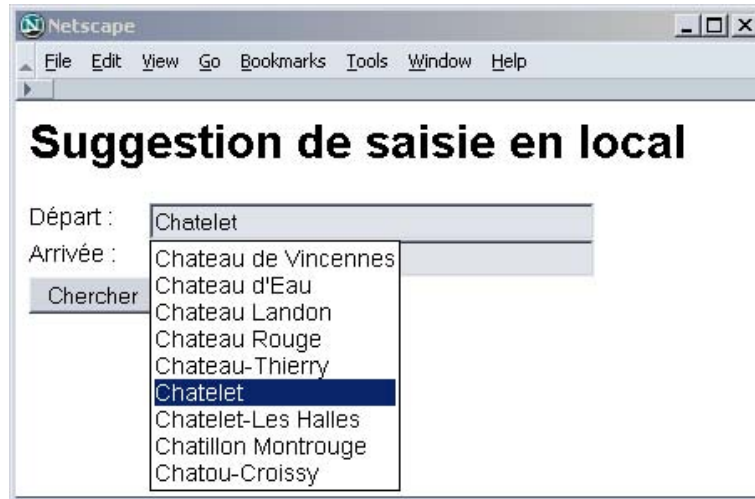 Netscape
File Edit View Go Bookmarks Tools Window Help
Suggestion de saisie en local
Départ : Chatelet
Arrivée :
Chercher
Chateau de Vincennes
Chateau d'Eau
Chateau Landon
Chateau Rouge
Chateau-Thierry
Chatelet
Chatelet-Les Halles
Chatillon Montrouge
Chatou-Croissy